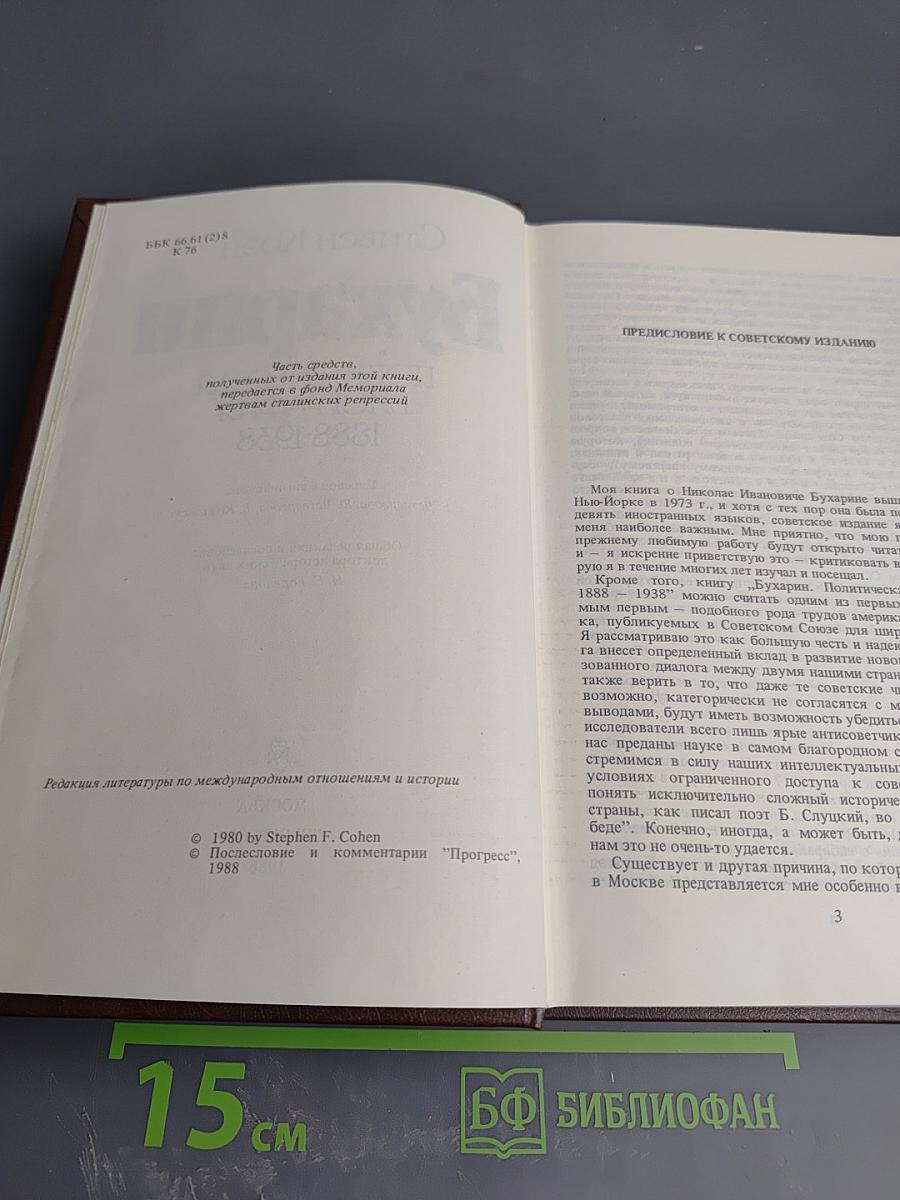 ББК 66.61(2)8
К 76
Часть средств,
полученных от издания этой книги,
передается в фонд Мемориала
жертвам сталинских репрессий
Редакция литературы по международным отношениям и истории
© 1980 by Stephen F. Cohen
© Послесловие и комментарии ”Прогресс”,
1988
ПРЕДИСЛОВИЕ К СОВЕТСКОМУ ИЗДАНИЮ
Моя книга о Николае Ивановиче Бухарине выш
Нью-Йорке в 1973 г., и хотя с тех пор она была пе
девять иностранных языков, советское издание я
меня наиболее важным. Мне приятно, что мою п
прежнему любимую работу будут открыто чита
и — я искренне приветствую это — критиковать в
рую я в течение многих лет изучал и посещал.
Кроме того, книгу „Бухарин. Политическа
1888 — 1938” можно считать одним из первых
мым первым — подобного рода трудов америка
ка, публикуемых в Советском Союзе для шир
Я рассматриваю это как большую честь и надею
га внесет определенный вклад в развитие новог
зованного диалога между двумя нашими стран
также верить в то, что даже те советские чи
возможно, категорически не согласятся с м
выводами, будут иметь возможность убедитьс
исследователи всего лишь ярые антисоветчик
нас преданы науке в самом благородном с
стремимся в силу наших интеллектуальны
условиях ограниченного доступа к сове
понять исключительно сложный историче
страны, как писал поэт Б. Слуцкий, во
беде”. Конечно, иногда, а может быть, д
нам это не очень-то удается.
Существует и другая причина, по котор
в Москве представляется мне особенно
3
15 см
БФ БИБЛИОФАН